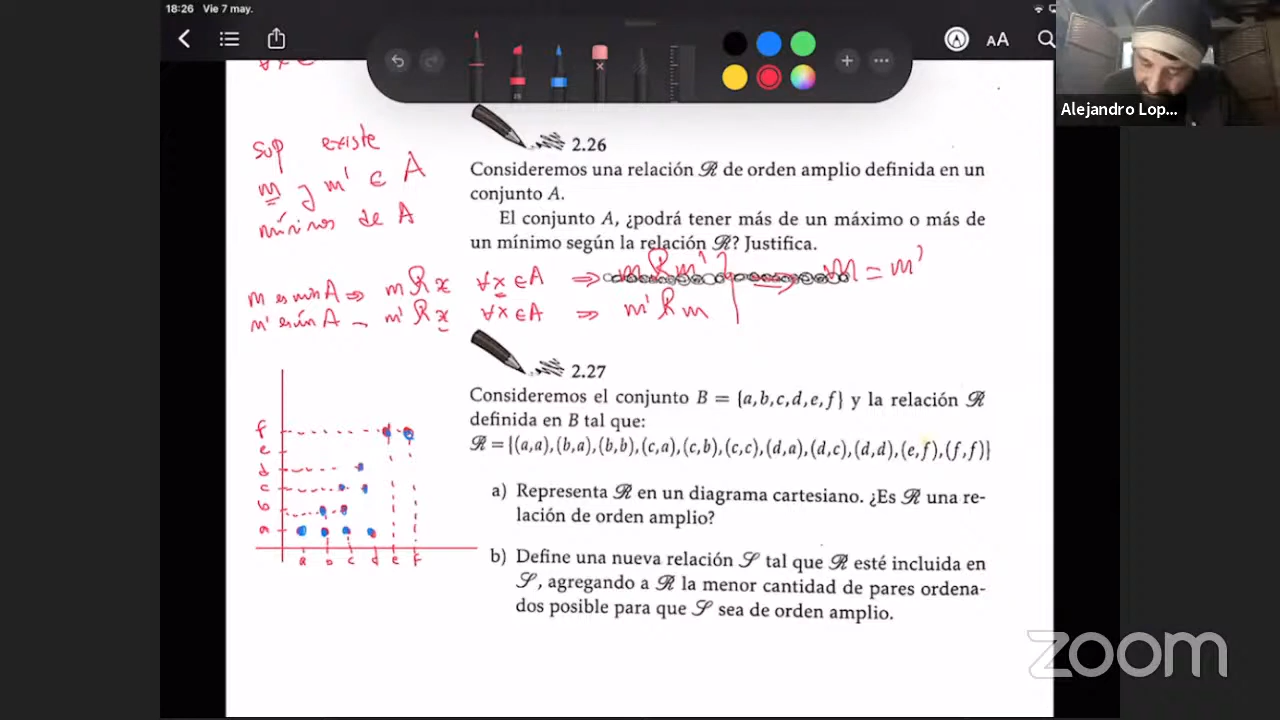 18:26 Vie 7 may.
AA
Alejandro Lop...
∀x ∈
sup existe
m y m' ∈ A
mínimos de A
2.26
Consideremos una relación ℛ de orden amplio definida en un
conjunto A.
El conjunto A, ¿podrá tener más de un máximo o más de
un mínimo según la relación ℛ? Justifica.
m es min A ⇒ m ℛ x ∀x ∈ A ⇒ m ℛ m' } ⇒ m = m'
m' es mín A – m' ℛ x ∀x ∈ A ⇒ m' ℛ m
2.27
Consideremos el conjunto B = {a,b,c,d,e,f} y la relación ℛ
definida en B tal que:
ℛ = {(a,a),(b,a),(b,b),(c,a),(c,b),(c,c),(d,a),(d,c),(d,d),(e,f),(f,f)}
a) Representa ℛ en un diagrama cartesiano. ¿Es ℛ una re-
lación de orden amplio?
b) Define una nueva relación 𝒮 tal que ℛ esté incluida en
𝒮, agregando a ℛ la menor cantidad de pares ordena-
dos posible para que 𝒮 sea de orden amplio.
f
e
d
c
b
a
a b c d e f
zoom